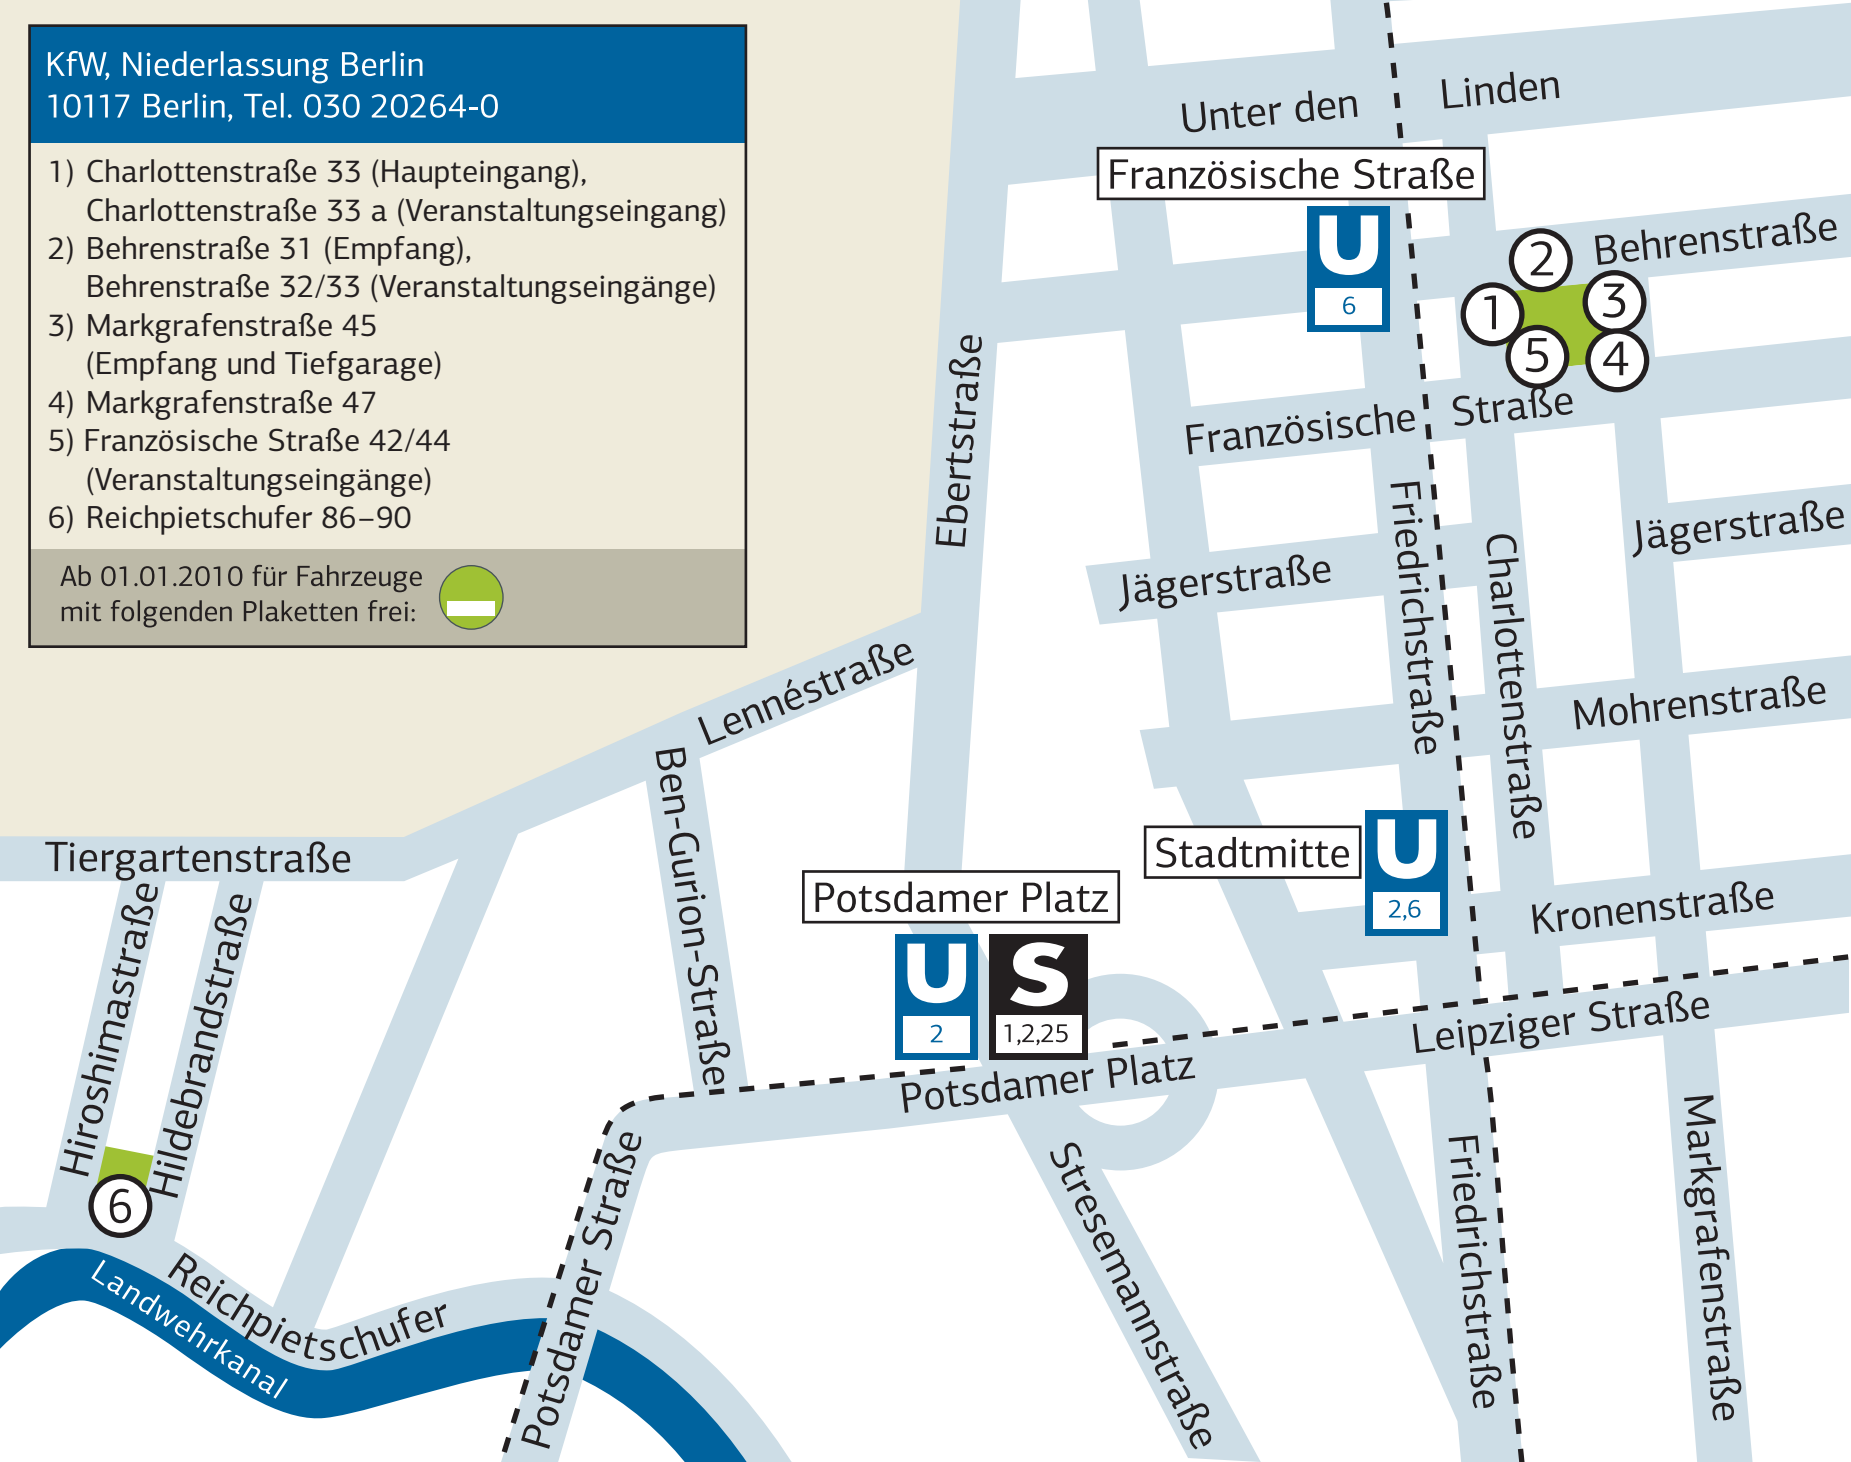 KfW, Niederlassung Berlin
10117 Berlin, Tel. 030 20264-0
1) Charlottenstraße 33 (Haupteingang),
Charlottenstraße 33 a (Veranstaltungseingang)
2) Behrenstraße 31 (Empfang),
Behrenstraße 32/33 (Veranstaltungseingänge)
3) Markgrafenstraße 45
(Empfang und Tiefgarage)
4) Markgrafenstraße 47
5) Französische Straße 42/44
(Veranstaltungseingänge)
6) Reichpietschufer 86–90
Ab 01.01.2010 für Fahrzeuge
mit folgenden Plaketten frei:
Unter den Linden
Französische Straße
U
6
Behrenstraße
2
1
3
5
4
Ebertstraße
Französische Straße
Jägerstraße
Jägerstraße
Friedrichstraße
Charlottenstraße
Lennéstraße
Mohrenstraße
Ben-Gurion-Straße
Tiergartenstraße
Stadtmitte
U
2,6
Potsdamer Platz
U
2
S
1,2,25
Kronenstraße
Hiroshimastraße
Hildebrandstraße
Leipziger Straße
Potsdamer Platz
6
Potsdamer Straße
Stresemannstraße
Friedrichstraße
Markgrafenstraße
Reichpietschufer
Landwehrkanal